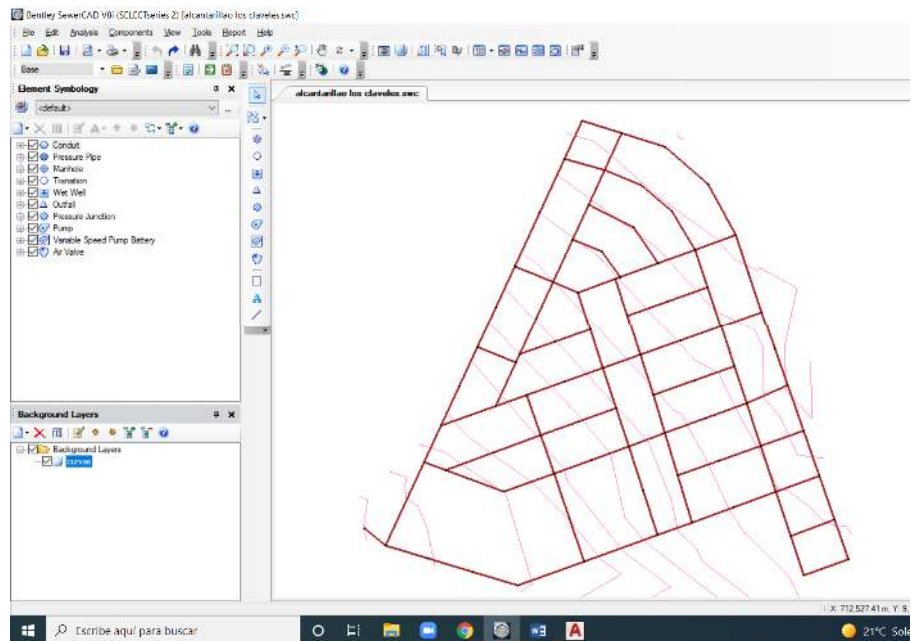 Bentley SewerCAD V8i (SELECTseries 2) [alcantarillao los claveles.swc]
File Edit Analysis Components View Tools Report Help
Base
Element Symbology
<default>
Conduit
Pressure Pipe
Manhole
Transition
Wet Well
Outfall
Pressure Junction
Pump
Variable Speed Pump Battery
Air Valve
Background Layers
Background Layers
curvas
alcantarillao los claveles.swc
X: 712,527.41 m, Y: 9,
Escribe aquí para buscar
21°C Sole